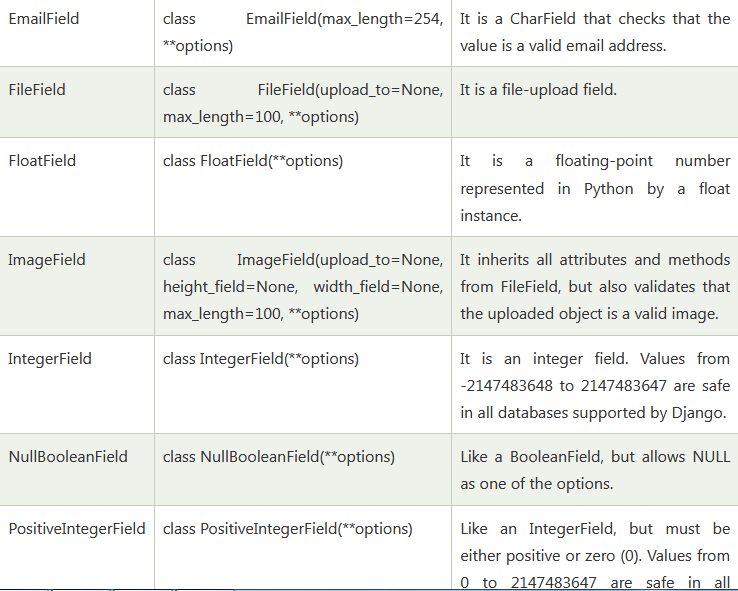 EmailField class EmailField(max_length=254, It is a CharField that checks that the
**options) value is a valid email address.
FileField class FileField(upload_to=None, It is a file-upload field.
max_length=100, **options)
FloatField class FloatField(**options) It is a floating-point number
represented in Python by a float
instance.
ImageField class ImageField(upload_to=None, It inherits all attributes and methods
height_field=None, width_field=None, from FileField, but also validates that
max_length=100, **options) the uploaded object is a valid image.
IntegerField class IntegerField(**options) It is an integer field. Values from
-2147483648 to 2147483647 are safe
in all databases supported by Django.
NullBooleanField class NullBooleanField(**options) Like a BooleanField, but allows NULL
as one of the options.
PositiveIntegerField class PositiveIntegerField(**options) Like an IntegerField, but must be
either positive or zero (0). Values from
0 to 2147483647 are safe in all